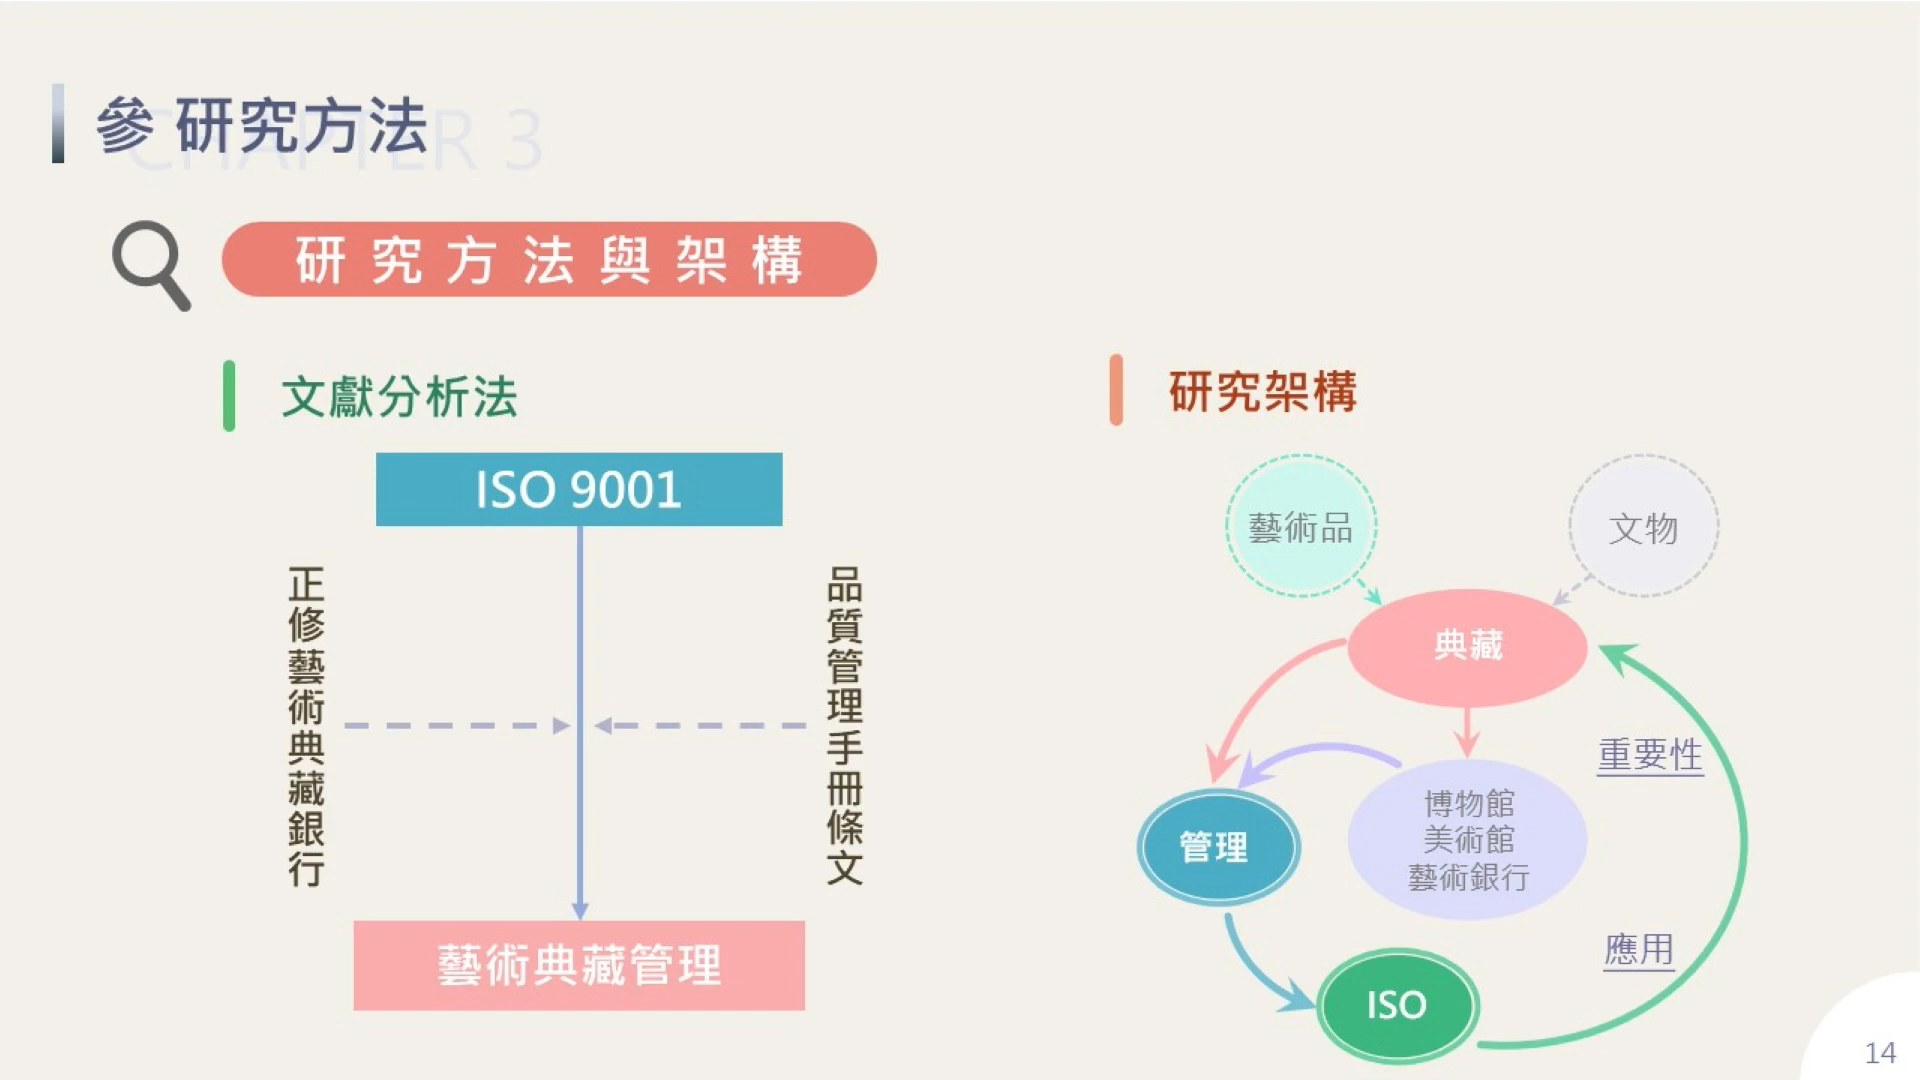 參 研究方法
CHAPTER 3
研究方法與架構
文獻分析法
ISO 9001
正修藝術典藏銀行
品質管理手冊條文
藝術典藏管理
研究架構
藝術品
文物
典藏
重要性
管理
博物館
美術館
藝術銀行
應用
ISO
14